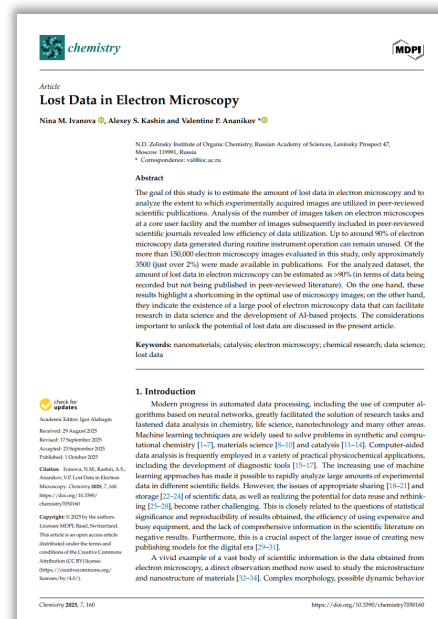 chemistry
MDPI
Article
Lost Data in Electron Microscopy
Nina M. Ivanova, Alexey S. Kashin and Valentine P. Ananikov *
N.D. Zelinsky Institute of Organic Chemistry, Russian Academy of Sciences, Leninsky Prospect 47,
Moscow 119991, Russia
* Correspondence: val@ioc.ac.ru
Abstract
The goal of this study is to estimate the amount of lost data in electron microscopy and to
analyze the extent to which experimentally acquired images are utilized in peer-reviewed
scientific publications. Analysis of the number of images taken on electron microscopes
at a core user facility and the number of images subsequently included in peer-reviewed
scientific journals revealed low efficiency of data utilization. Up to around 90% of electron
microscopy data generated during routine instrument operation can remain unused. Of the
more than 150,000 electron microscopy images evaluated in this study, only approximately
3500 (just over 2%) were made available in publications. For the analyzed dataset, the
amount of lost data in electron microscopy can be estimated as >90% (in terms of data being
recorded but not being published in peer-reviewed literature). On the one hand, these
results highlight a shortcoming in the optimal use of microscopy images; on the other hand,
they indicate the existence of a large pool of electron microscopy data that can facilitate
research in data science and the development of AI-based projects. The considerations
important to unlock the potential of lost data are discussed in the present article.
Keywords: nanomaterials; catalysis; electron microscopy; chemical research; data science;
lost data
check for
updates
Academic Editor: Igor Alabugin
Received: 29 August 2025
Revised: 17 September 2025
Accepted: 23 September 2025
Published: 1 October 2025
Citation: Ivanova, N.M.; Kashin, A.S.;
Ananikov, V.P. Lost Data in Electron
Microscopy. Chemistry 2025, 7, 160.
https://doi.org/10.3390/
chemistry7050160
Copyright: © 2025 by the authors.
Licensee MDPI, Basel, Switzerland.
This article is an open access article
distributed under the terms and
conditions of the Creative Commons
Attribution (CC BY) license
(https://creativecommons.org/
licenses/by/4.0/).
1. Introduction
Modern progress in automated data processing, including the use of computer al-
gorithms based on neural networks, greatly facilitated the solution of research tasks and
fastened data analysis in chemistry, life science, nanotechnology and many other areas.
Machine learning techniques are widely used to solve problems in synthetic and compu-
tational chemistry [1–7], materials science [8–10] and catalysis [11–14]. Computer-aided
data analysis is frequently employed in a variety of practical physicochemical applications,
including the development of diagnostic tools [15–17]. The increasing use of machine
learning approaches has made it possible to rapidly analyze large amounts of experimental
data in different scientific fields. However, the issues of appropriate sharing [18–21] and
storage [22–24] of scientific data, as well as realizing the potential for data reuse and rethink-
ing [25–28], become rather challenging. This is closely related to the questions of statistical
significance and reproducibility of results obtained, the efficiency of using expensive and
busy equipment, and the lack of comprehensive information in the scientific literature on
negative results. Furthermore, this is a crucial aspect of the larger issue of creating new
publishing models for the digital era [29–31].
A vivid example of a vast body of scientific information is the data obtained from
electron microscopy, a direct observation method now used to study the microstructure
and nanostructure of materials [32–34]. Complex morphology, possible dynamic behavior
Chemistry 2025, 7, 160
https://doi.org/10.3390/chemistry7050160